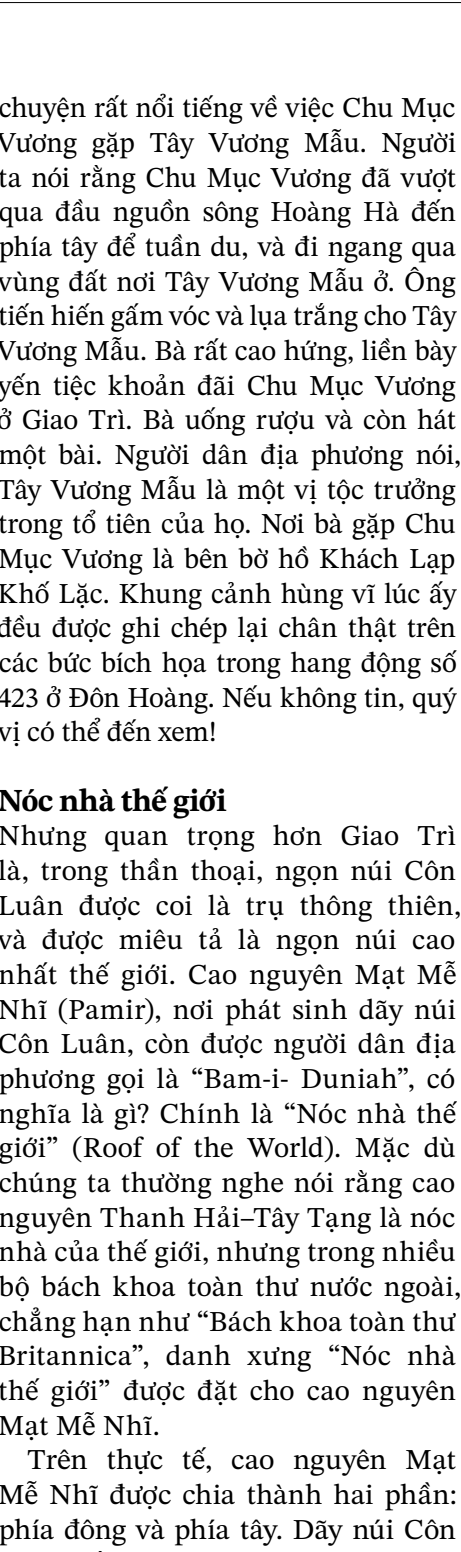 chuyện rất nổi tiếng về việc Chu Mục
Vương gặp Tây Vương Mẫu. Người
ta nói rằng Chu Mục Vương đã vượt
qua đầu nguồn sông Hoàng Hà đến
phía tây để tuần du, và đi ngang qua
vùng đất nơi Tây Vương Mẫu ở. Ông
tiến hiến gấm vóc và lụa trắng cho Tây
Vương Mẫu. Bà rất cao hứng, liền bày
yến tiệc khoản đãi Chu Mục Vương
ở Giao Trì. Bà uống rượu và còn hát
một bài. Người dân địa phương nói,
Tây Vương Mẫu là một vị tộc trưởng
trong tổ tiên của họ. Nơi bà gặp Chu
Mục Vương là bên bờ hồ Khách Lạp
Khố Lặc. Khung cảnh hùng vĩ lúc ấy
đều được ghi chép lại chân thật trên
các bức bích họa trong hang động số
423 ở Đôn Hoàng. Nếu không tin, quý
vị có thể đến xem!
Nóc nhà thế giới
Nhưng quan trọng hơn Giao Trì
là, trong thần thoại, ngọn núi Côn
Luân được coi là trụ thông thiên,
và được miêu tả là ngọn núi cao
nhất thế giới. Cao nguyên Mạt Mễ
Nhĩ (Pamir), nơi phát sinh dãy núi
Côn Luân, còn được người dân địa
phương gọi là “Bam-i- Duniah”, có
nghĩa là gì? Chính là “Nóc nhà thế
giới” (Roof of the World). Mặc dù
chúng ta thường nghe nói rằng cao
nguyên Thanh Hải–Tây Tạng là nóc
nhà của thế giới, nhưng trong nhiều
bộ bách khoa toàn thư nước ngoài,
chẳng hạn như “Bách khoa toàn thư
Britannica”, danh xưng “Nóc nhà
thế giới” được đặt cho cao nguyên
Mạt Mễ Nhĩ.
Trên thực tế, cao nguyên Mạt
Mễ Nhĩ được chia thành hai phần:
phía đông và phía tây. Dãy núi Côn